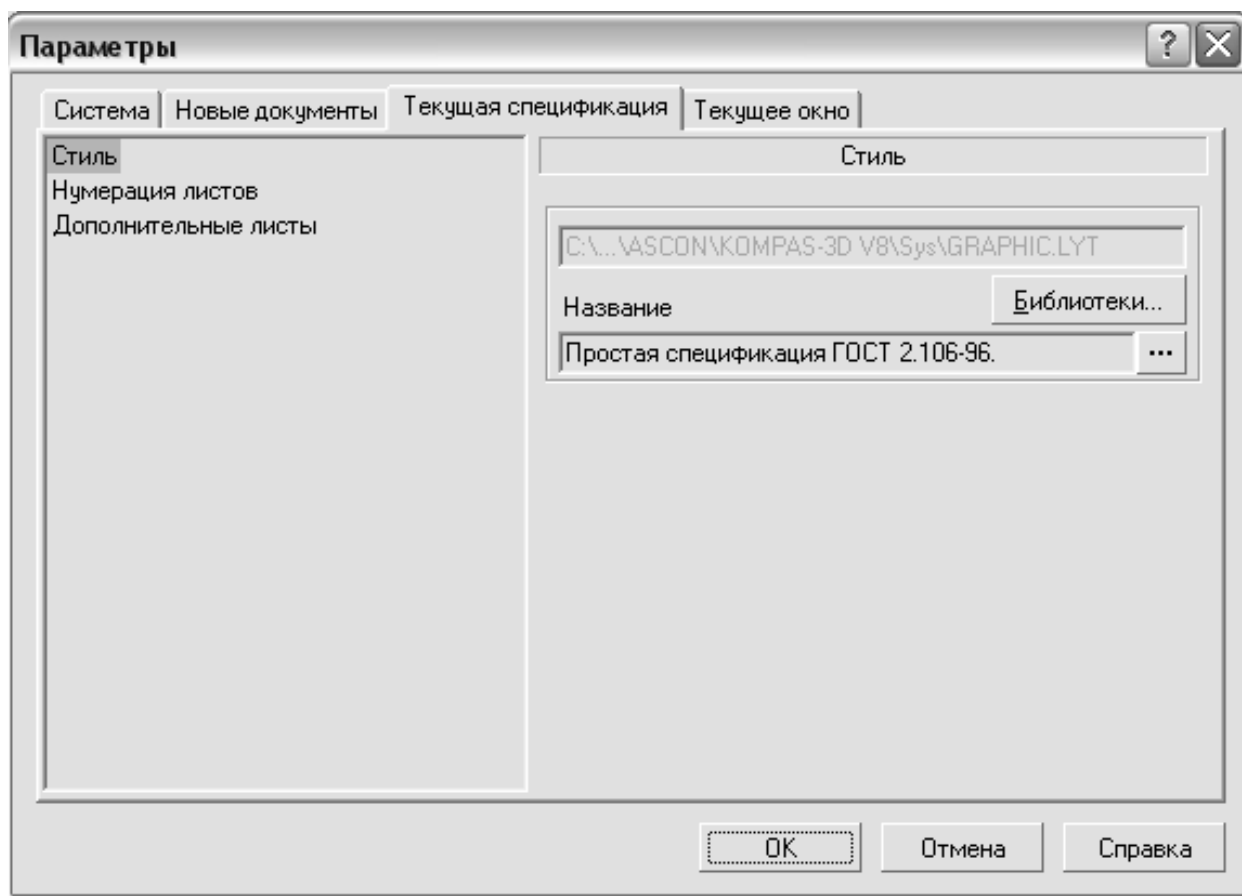 Параметры
Система Новые документы Текущая спецификация Текущее окно
Стиль
Нумерация листов
Дополнительные листы
Стиль
C:\...\ASCON\KOMPAS-3D V8\Sys\GRAPHIC.LYT
Название
Библиотеки...
Простая спецификация ГОСТ 2.106-96.
...
OK Отмена Справка